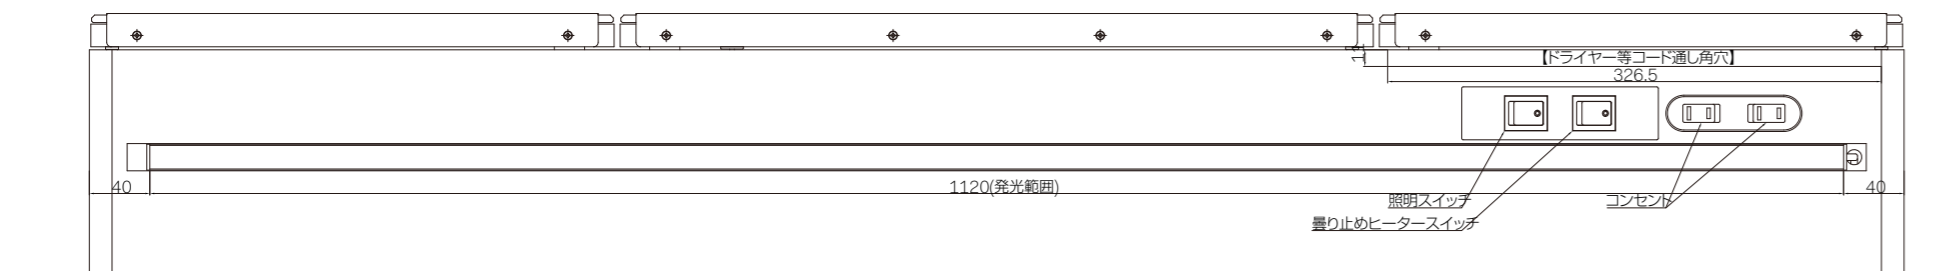 11
【ドライヤー等コード通し角穴】
326.5
40
1120(発光範囲)
40
照明スイッチ
コンセント
曇り止めヒータースイッチ